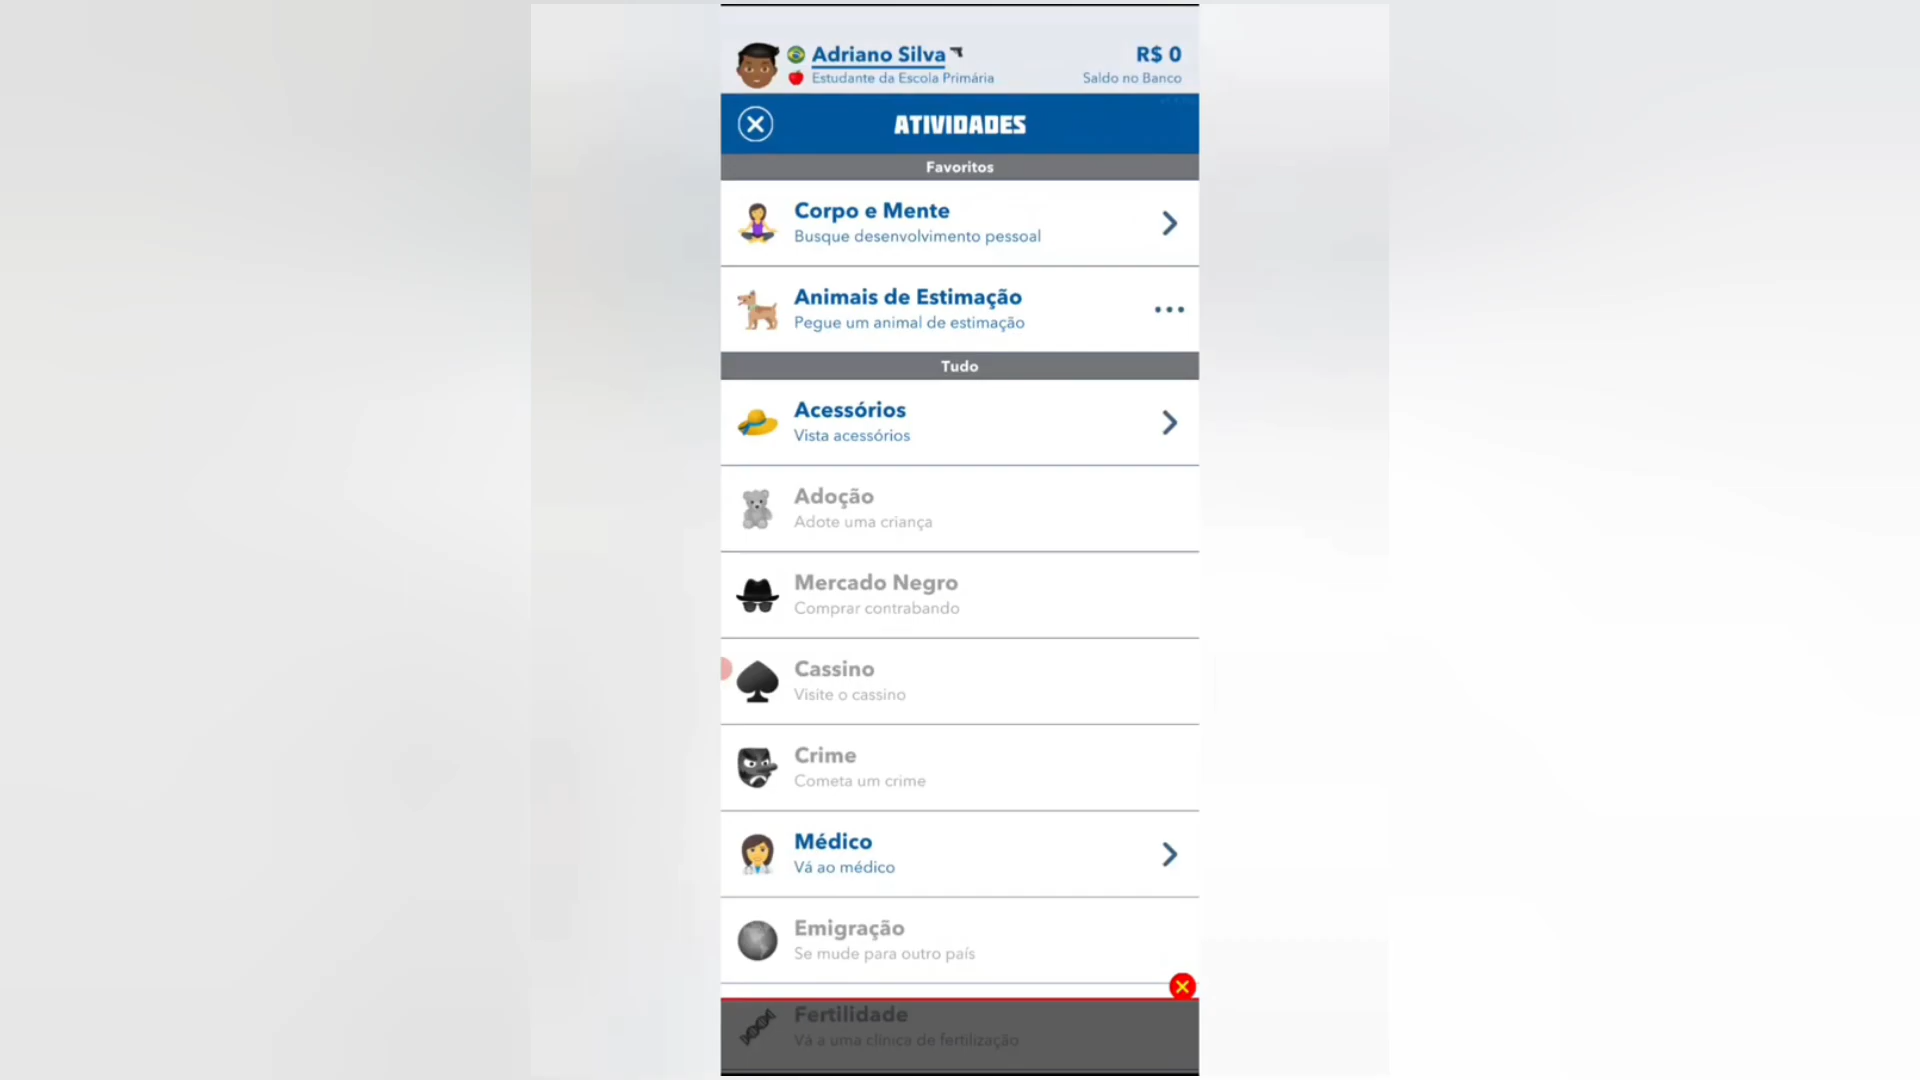 Adriano Silva
R$ 0
Estudante da Escola Primária
Saldo no Banco
ATIVIDADES
Favoritos
Corpo e Mente
Busque desenvolvimento pessoal
Animais de Estimação
Pegue um animal de estimação
Tudo
Acessórios
Vista acessórios
Adoção
Adote uma criança
Mercado Negro
Comprar contrabando
Cassino
Visite o cassino
Crime
Cometa um crime
Médico
Vá ao médico
Emigração
Se mude para outro país
Fertilidade
Vá a uma clínica de fertilização